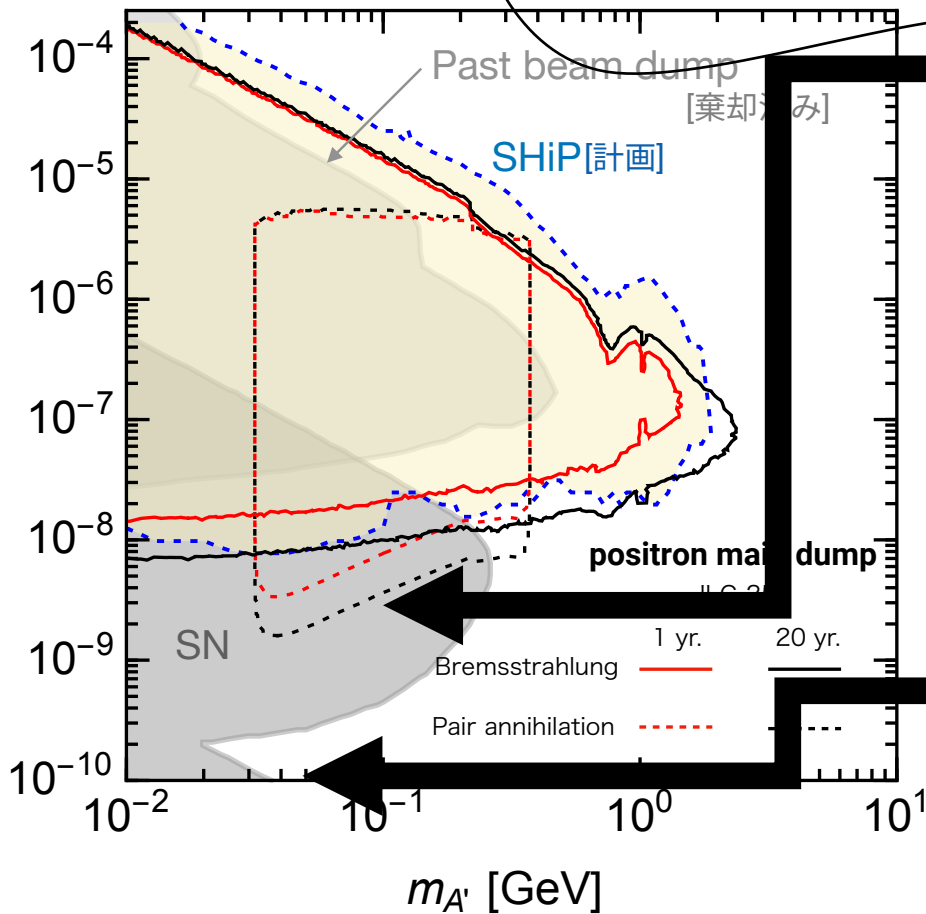 10⁻⁴
Past beam dump
[棄却済み]
SHiP[計画]
10⁻⁵
10⁻⁶
10⁻⁷
10⁻⁸
positron main dump
10⁻⁹
SN
1 yr. 20 yr.
Bremsstrahlung
Pair annihilation
10⁻¹⁰
10⁻² 10⁻¹ 10⁰ 10¹
m_A' [GeV]